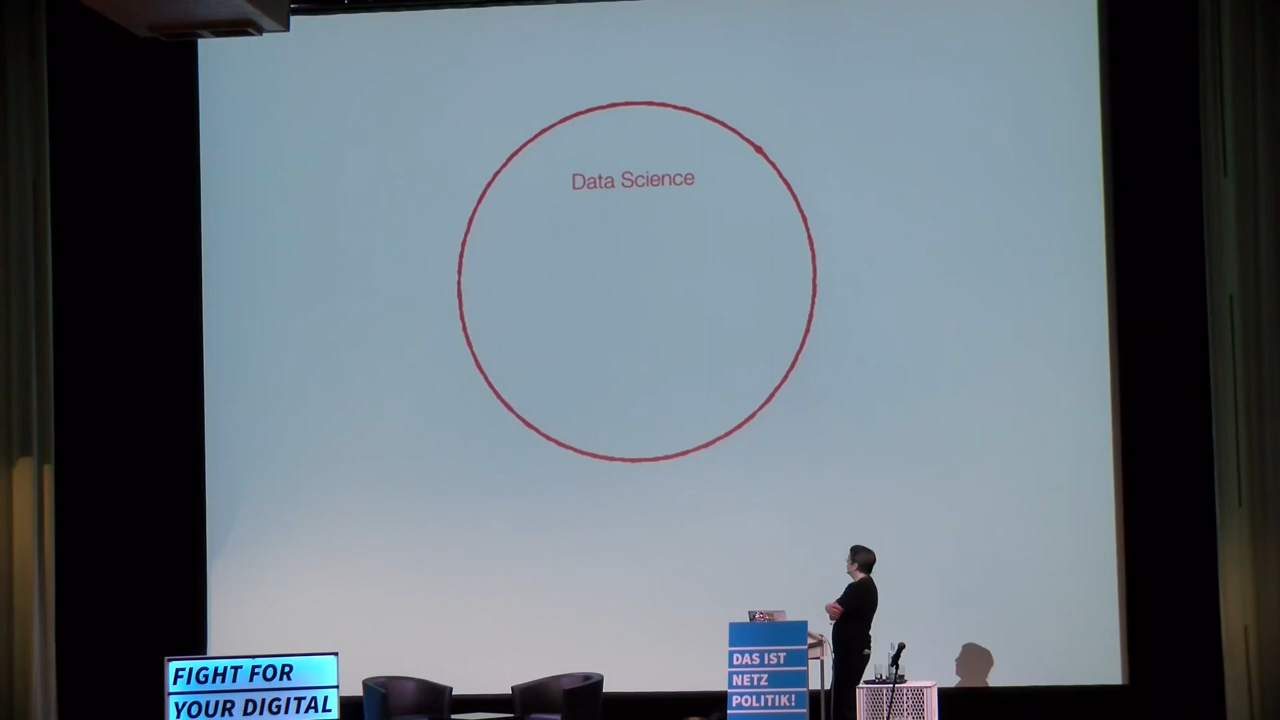 Data Science
FIGHT FOR
YOUR DIGITAL
DAS IST
NETZ
POLITIK!